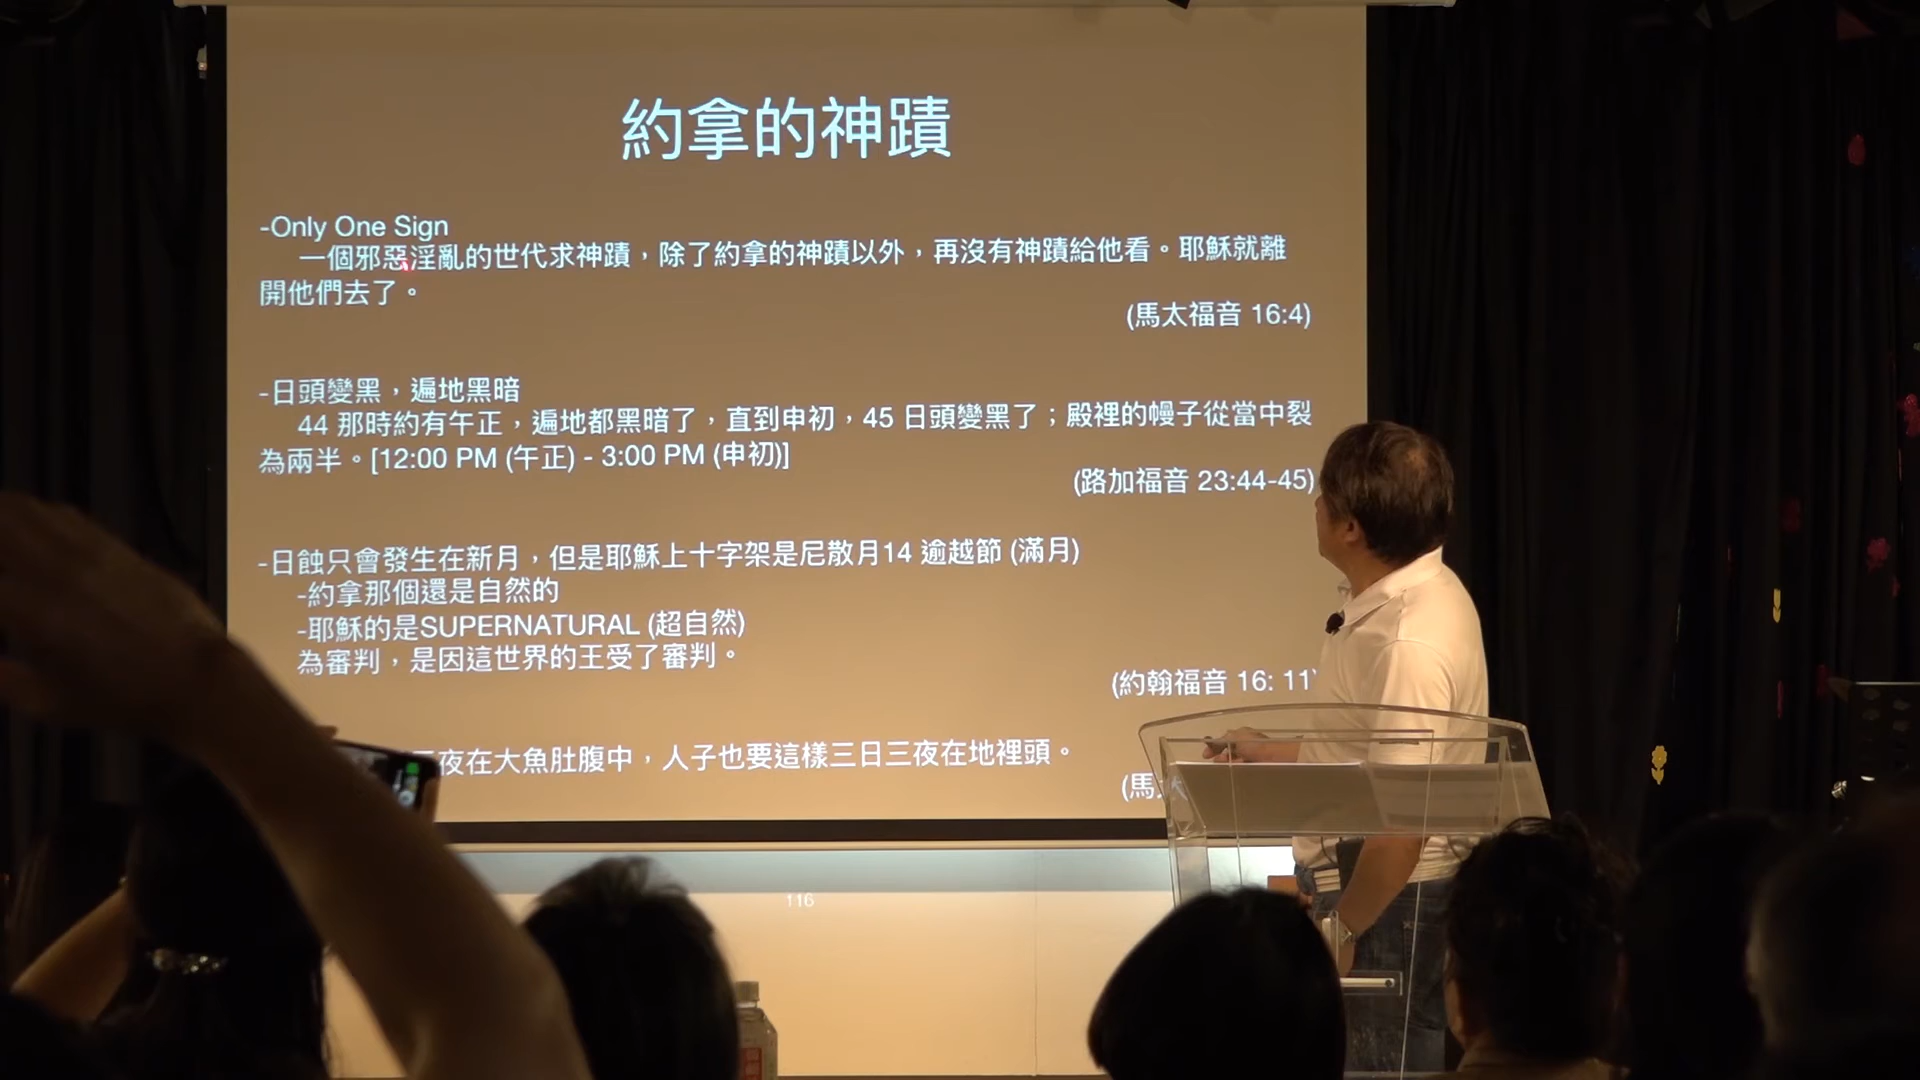 約拿的神蹟
-Only One Sign
一個邪惡淫亂的世代求神蹟，除了約拿的神蹟以外，再沒有神蹟給他看。耶穌就離
開他們去了。
(馬太福音 16:4)
-日頭變黑，遍地黑暗
44 那時約有午正，遍地都黑暗了，直到申初，45 日頭變黑了；殿裡的幔子從當中裂
為兩半。[12:00 PM (午正) - 3:00 PM (申初)]
(路加福音 23:44-45)
-日蝕只會發生在新月，但是耶穌上十字架是尼散月14 逾越節 (滿月)
-約拿那個還是自然的
-耶穌的是SUPERNATURAL (超自然)
為審判，是因這世界的王受了審判。
(約翰福音 16: 11)
夜在大魚肚腹中，人子也要這樣三日三夜在地裡頭。
(馬
116